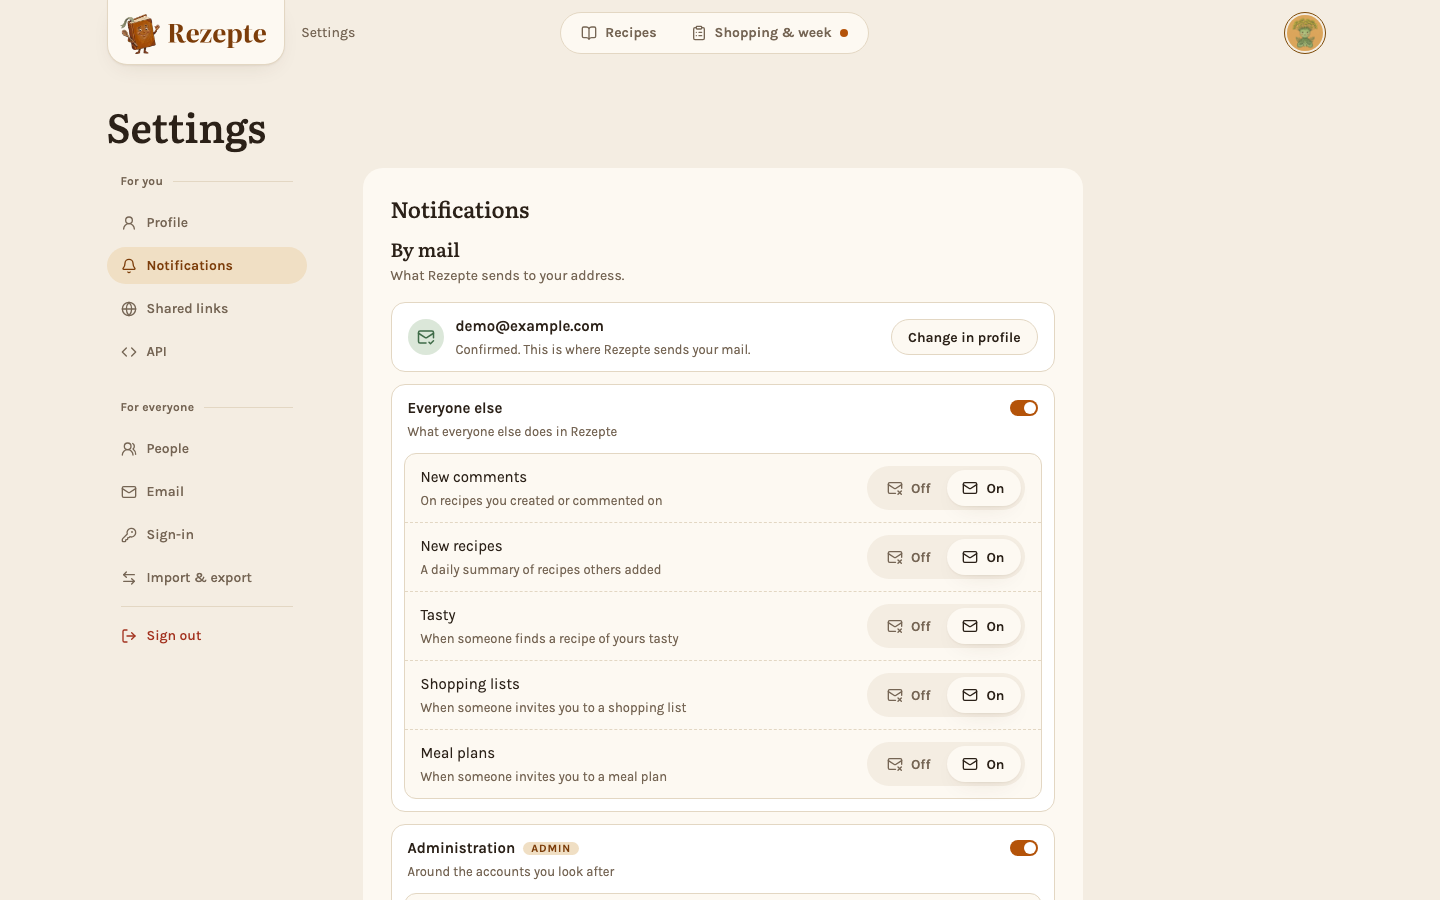 Rezepte
Settings
Recipes
Shopping & week
Settings
For you
Profile
Notifications
Shared links
API
For everyone
People
Email
Sign-in
Import & export
Sign out
Notifications
By mail
What Rezepte sends to your address.
demo@example.com
Confirmed. This is where Rezepte sends your mail.
Change in profile
Everyone else
What everyone else does in Rezepte
New comments
On recipes you created or commented on
Off On
New recipes
A daily summary of recipes others added
Off On
Tasty
When someone finds a recipe of yours tasty
Off On
Shopping lists
When someone invites you to a shopping list
Off On
Meal plans
When someone invites you to a meal plan
Off On
Administration ADMIN
Around the accounts you look after